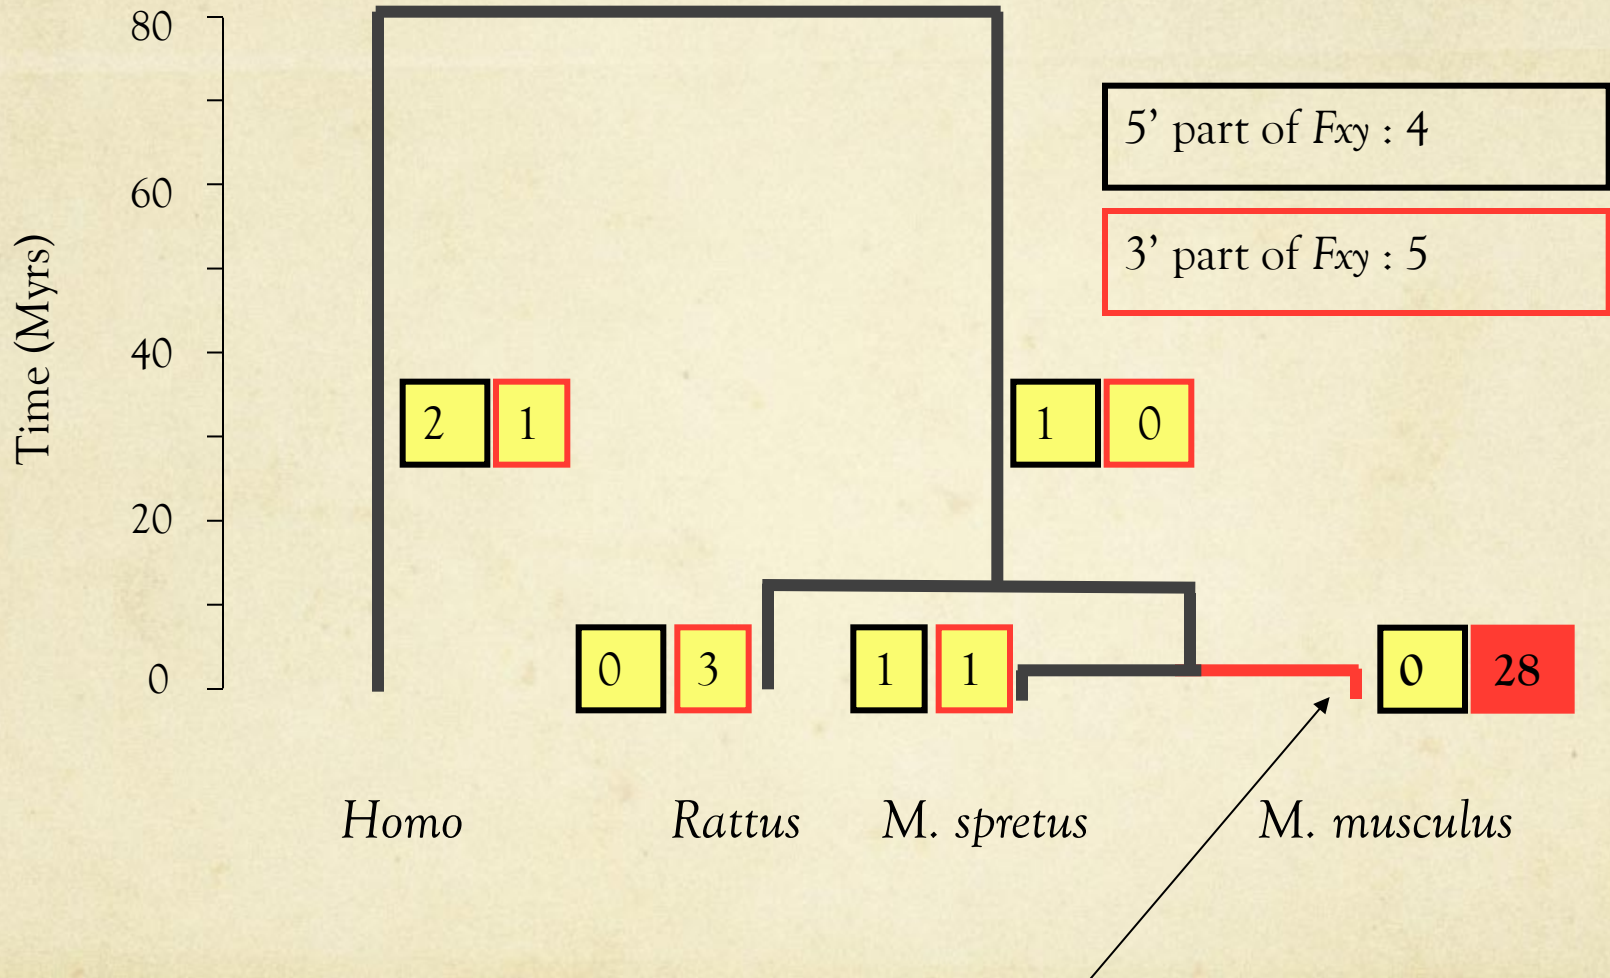 80
60
40
20
0
Time (Myrs)
5’ part of Fxy : 4
3’ part of Fxy : 5
2 1
1 0
0 3
1 1
0 28
Homo
Rattus
M. spretus
M. musculus